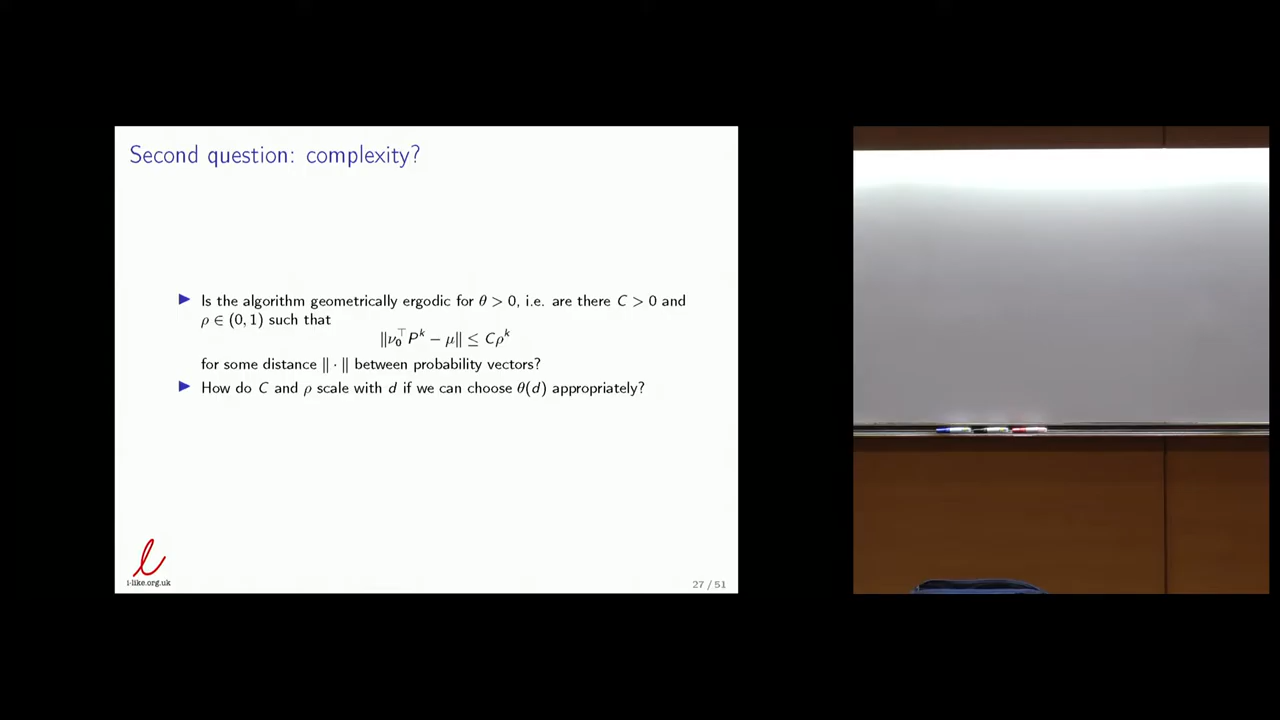 Second question: complexity?
▶ Is the algorithm geometrically ergodic for θ > 0, i.e. are there C > 0 and
ρ ∈ (0, 1) such that
‖ν₀^⊤ P^k − μ‖ ≤ Cρ^k
for some distance ‖ · ‖ between probability vectors?
▶ How do C and ρ scale with d if we can choose θ(d) appropriately?
l
i-like.org.uk
27 / 51